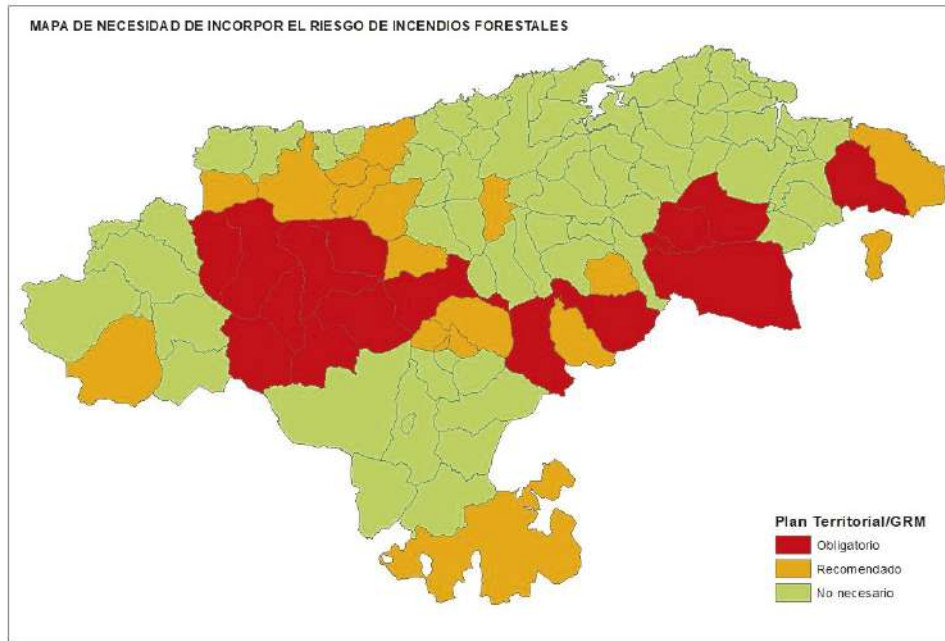 MAPA DE NECESIDAD DE INCORPOR EL RIESGO DE INCENDIOS FORESTALES
Plan Territorial/GRM
Obligatorio
Recomendado
No necesario